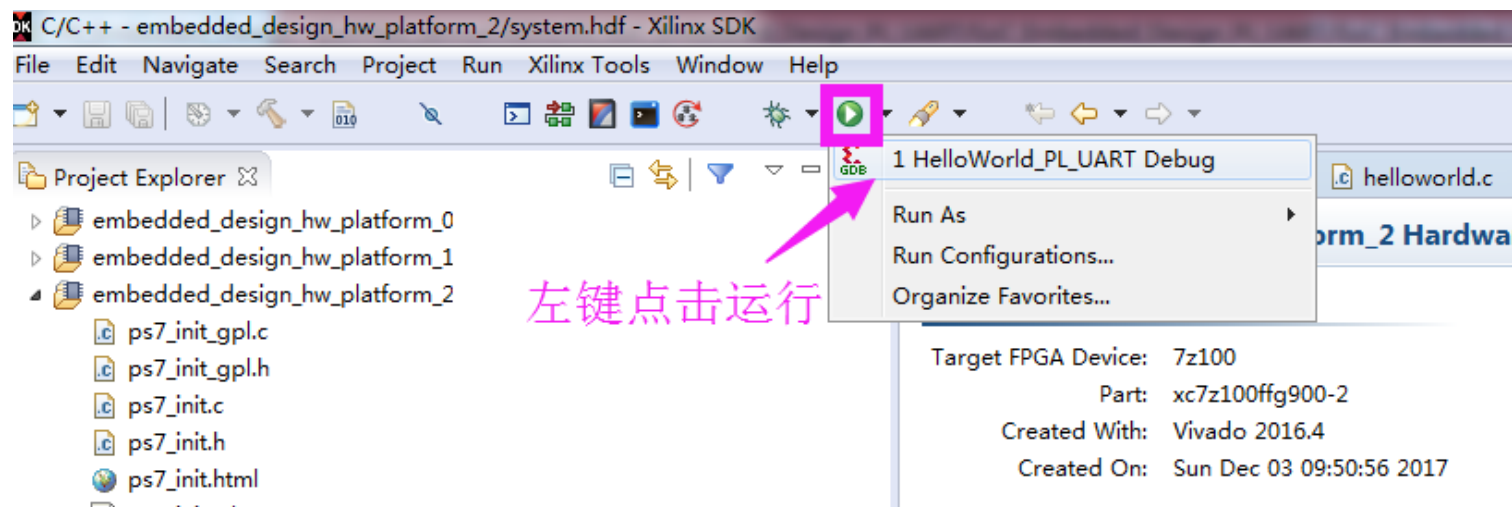 C/C++ - embedded_design_hw_platform_2/system.hdf - Xilinx SDK
File Edit Navigate Search Project Run Xilinx Tools Window Help
010
Project Explorer
GDB
1 HelloWorld_PL_UART Debug
helloworld.c
embedded_design_hw_platform_0
Run As
embedded_design_hw_platform_1
Run Configurations...
orm_2 Hardwa
embedded_design_hw_platform_2
左键点击运行
Organize Favorites...
ps7_init_gpl.c
ps7_init_gpl.h
ps7_init.c
ps7_init.h
ps7_init.html
Target FPGA Device: 7z100
Part: xc7z100ffg900-2
Created With: Vivado 2016.4
Created On: Sun Dec 03 09:50:56 2017